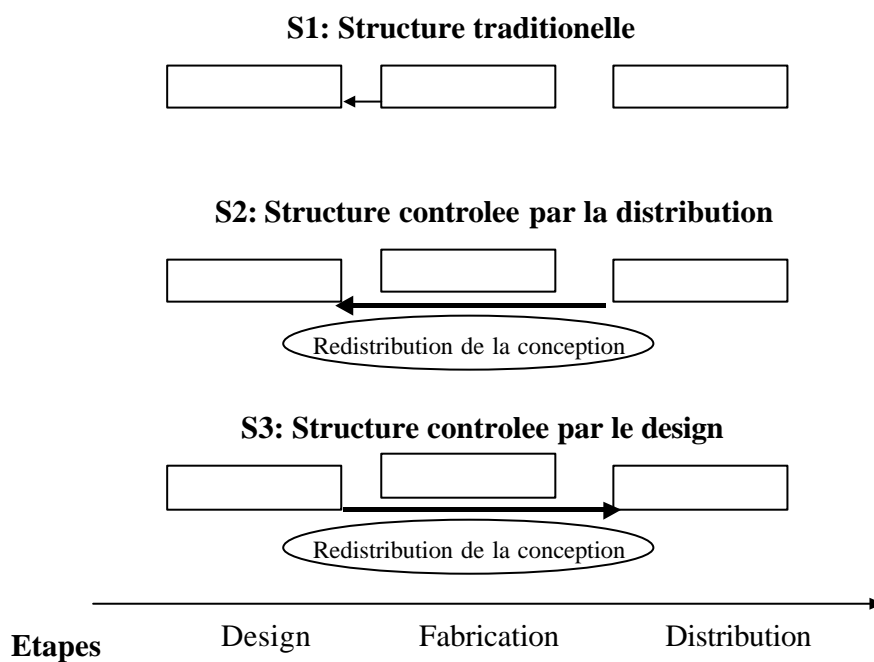 S1: Structure traditionelle
S2: Structure controlee par la distribution
Redistribution de la conception
S3: Structure controlee par le design
Redistribution de la conception
Etapes Design Fabrication Distribution